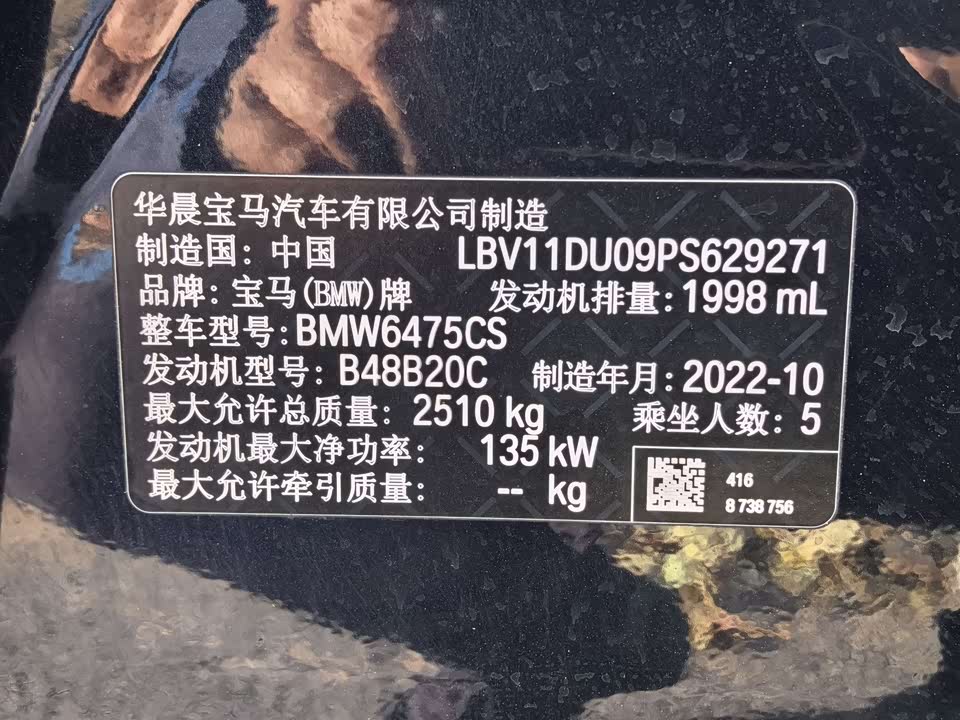 华晨宝马汽车有限公司制造
制造国：中国 LBV11DU09PS629271
品牌：宝马(BMW)牌 发动机排量：1998 mL
整车型号：BMW6475CS
发动机型号：B48B20C 制造年月：2022-10
最大允许总质量：2510 kg 乘坐人数：5
发动机最大净功率：135 kW
最大允许牵引质量：-- kg
416
8 738 756